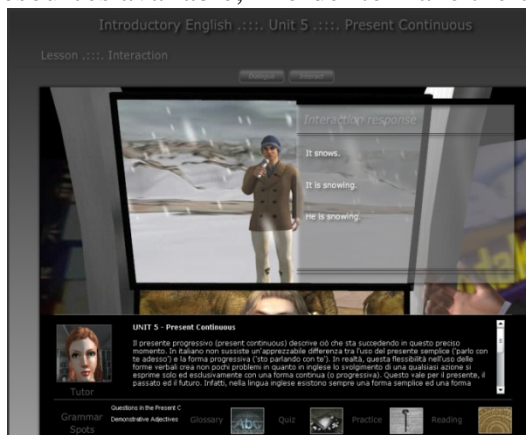 Introductory English .:::. Unit 5 .:::. Present Continuous
Lesson .:::. Interaction
Dialogue
Interact
Interaction response
It snows.
It is snowing.
He is snowing.
UNIT 5 - Present Continuous
Il presente progressivo (present continuous) descrive ciò che sta succedendo in questo preciso
momento. In italiano non sussiste un'apprezzabile differenza tra l'uso del presente semplice ('parlo con
te adesso') e la forma progressiva ('sto parlando con te'). In realtà, questa flessibilità nell'uso delle
forme verbali crea non pochi problemi in quanto in inglese lo svolgimento di una qualsiasi azione si
esprime solo ed esclusivamente con una forma continua (o progressiva). Questo vale per il presente, il
passato ed il futuro. Infatti, nella lingua inglese esistono sempre una forma semplice ed una forma
Tutor
Grammar
Spots
Questions in the Present C
Demonstrative Adjectives
Glossary
Quiz
Practice
Reading